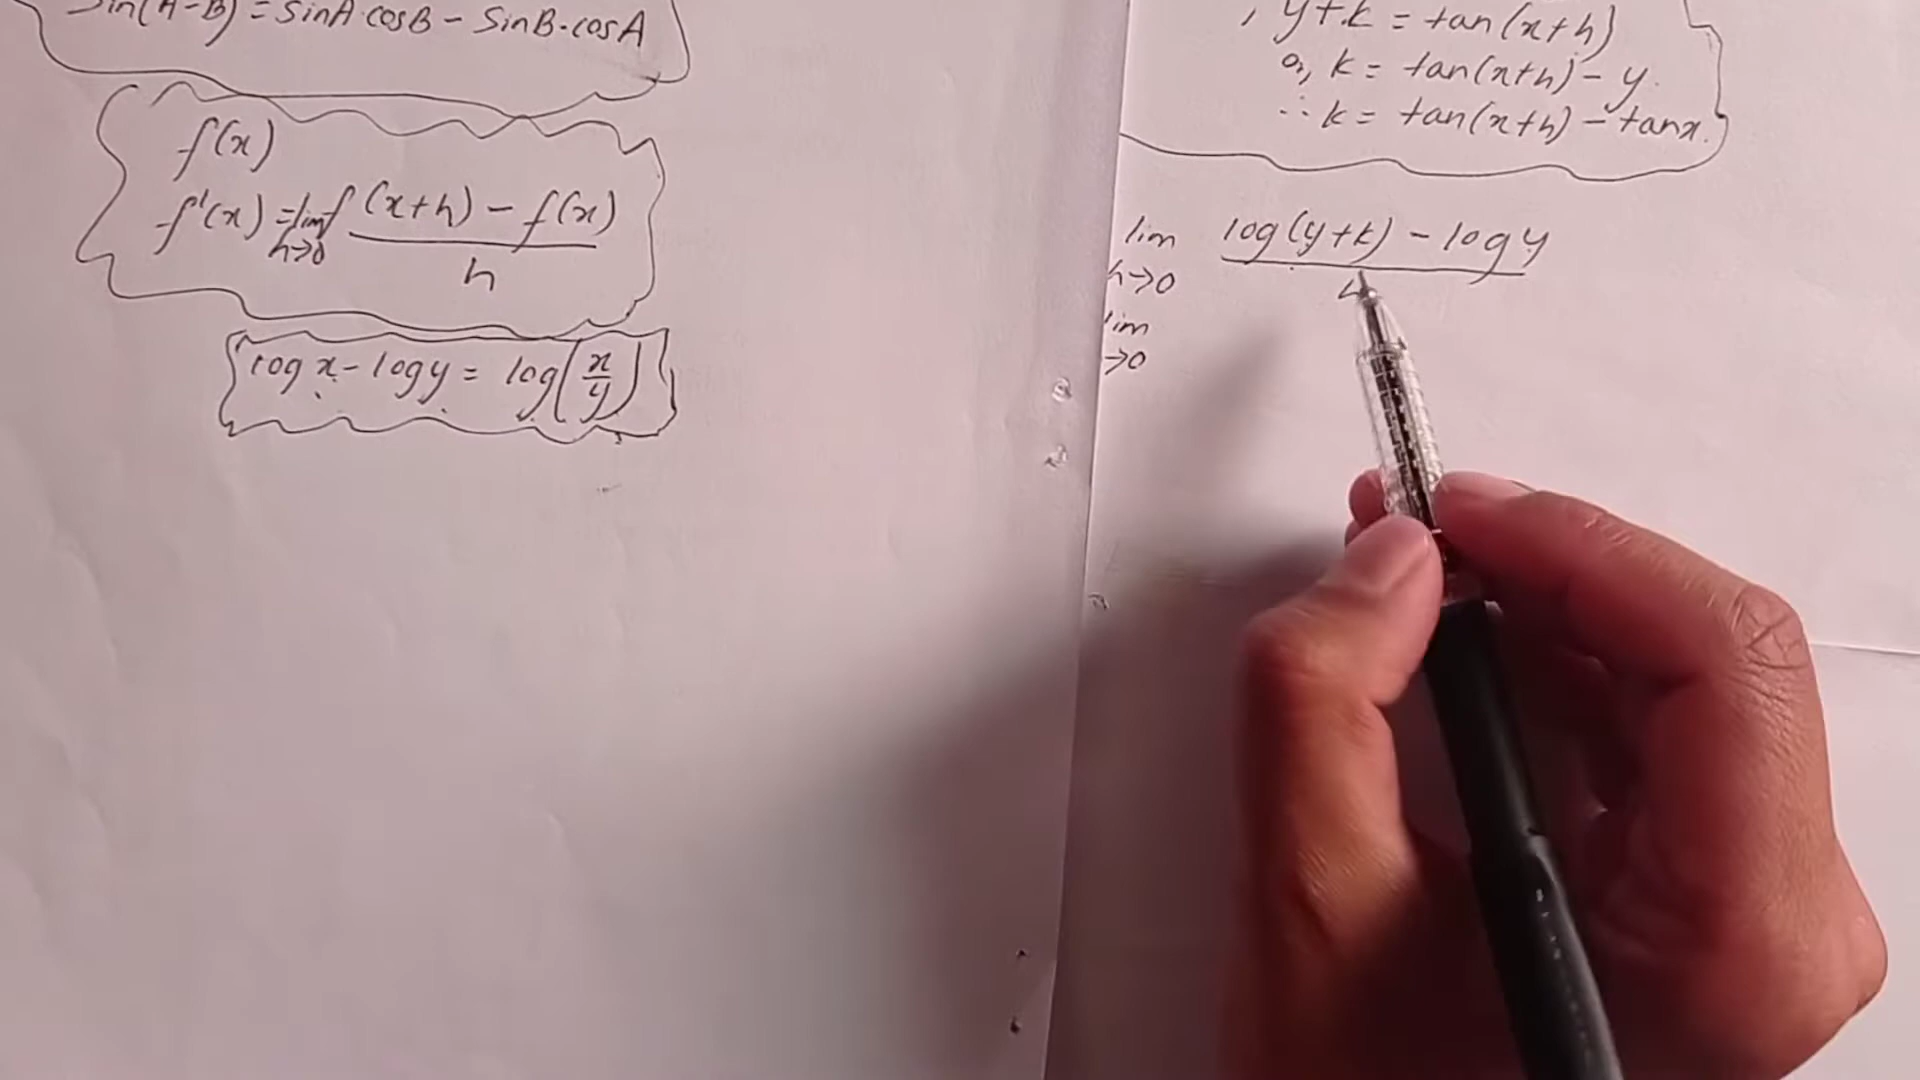 Sin(A-B) = SinA cosB - SinB.cosA
f(x)
f'(x) = lim f(x+h) - f(x)
h→0 h
log x - log y = log(x/y)
, y+k = tan(x+h)
or, k = tan(x+h) - y.
∴ k = tan(x+h) - tanx.
lim log(y+k) - log y
h→0 h
lim
→0